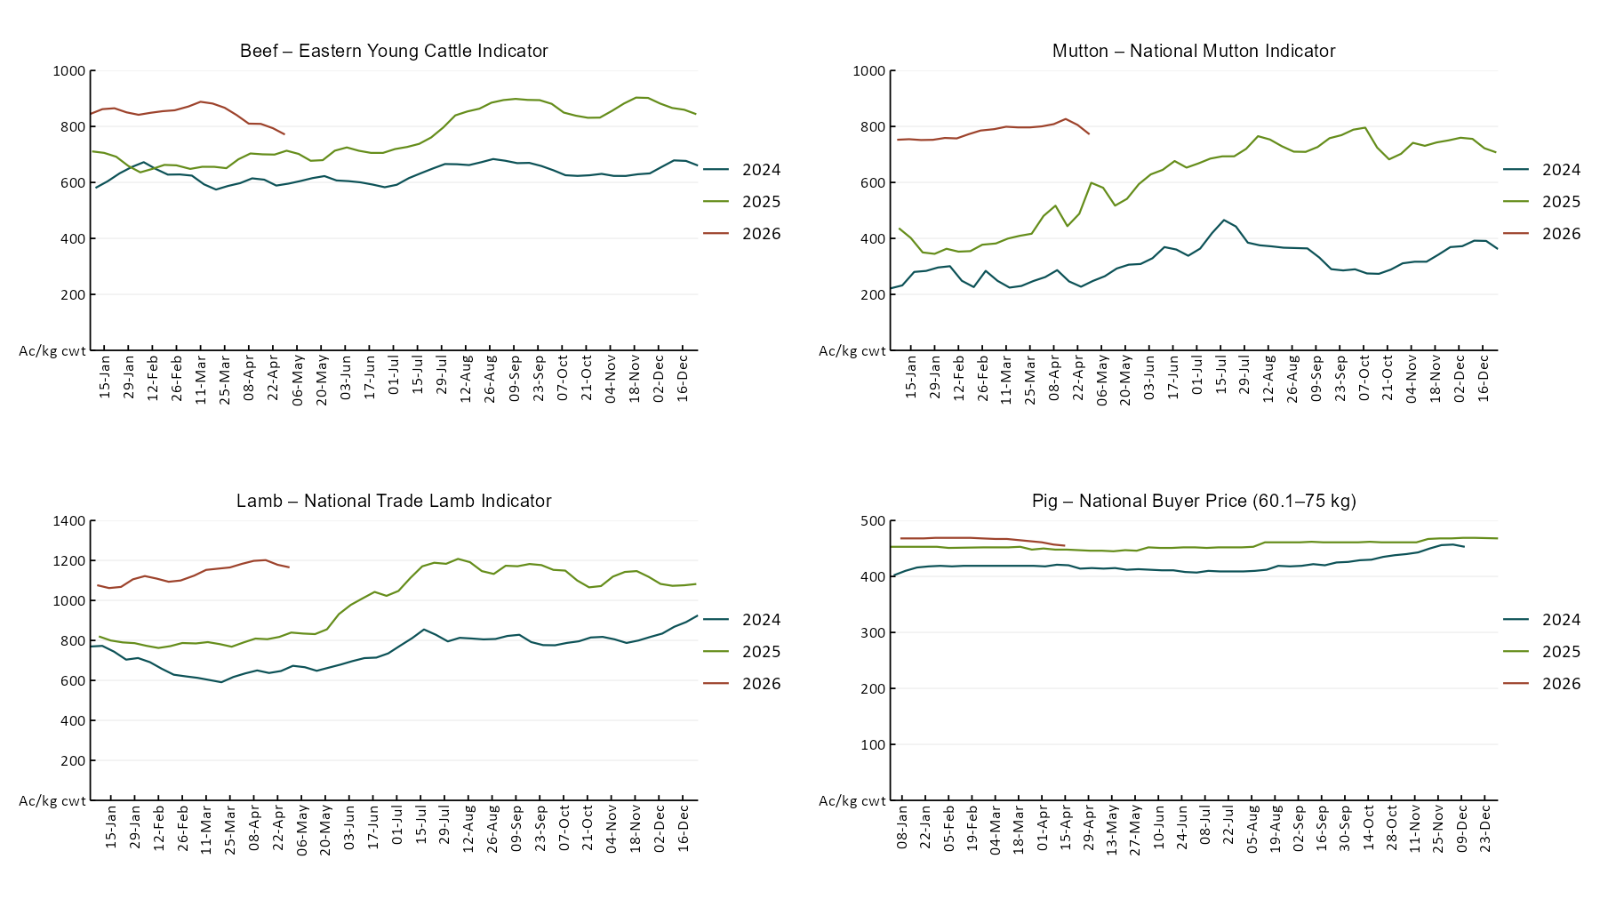 Beef – Eastern Young Cattle Indicator
1000
800
600
400
200
Ac/kg cwt
15-Jan
29-Jan
12-Feb
26-Feb
11-Mar
25-Mar
08-Apr
22-Apr
06-May
20-May
03-Jun
17-Jun
01-Jul
15-Jul
29-Jul
12-Aug
26-Aug
09-Sep
23-Sep
07-Oct
21-Oct
04-Nov
18-Nov
02-Dec
16-Dec
2024
2025
2026
Mutton – National Mutton Indicator
1000
800
600
400
200
Ac/kg cwt
15-Jan
29-Jan
12-Feb
26-Feb
11-Mar
25-Mar
08-Apr
22-Apr
06-May
20-May
03-Jun
17-Jun
01-Jul
15-Jul
29-Jul
12-Aug
26-Aug
09-Sep
23-Sep
07-Oct
21-Oct
04-Nov
18-Nov
02-Dec
16-Dec
2024
2025
2026
Lamb – National Trade Lamb Indicator
1400
1200
1000
800
600
400
200
Ac/kg cwt
15-Jan
29-Jan
12-Feb
26-Feb
11-Mar
25-Mar
08-Apr
22-Apr
06-May
20-May
03-Jun
17-Jun
01-Jul
15-Jul
29-Jul
12-Aug
26-Aug
09-Sep
23-Sep
07-Oct
21-Oct
04-Nov
18-Nov
02-Dec
16-Dec
2024
2025
2026
Pig – National Buyer Price (60.1–75 kg)
500
400
300
200
100
Ac/kg cwt
08-Jan
22-Jan
05-Feb
19-Feb
04-Mar
18-Mar
01-Apr
15-Apr
29-Apr
13-May
27-May
10-Jun
24-Jun
08-Jul
22-Jul
05-Aug
19-Aug
02-Sep
16-Sep
30-Sep
14-Oct
28-Oct
11-Nov
25-Nov
09-Dec
23-Dec
2024
2025
2026